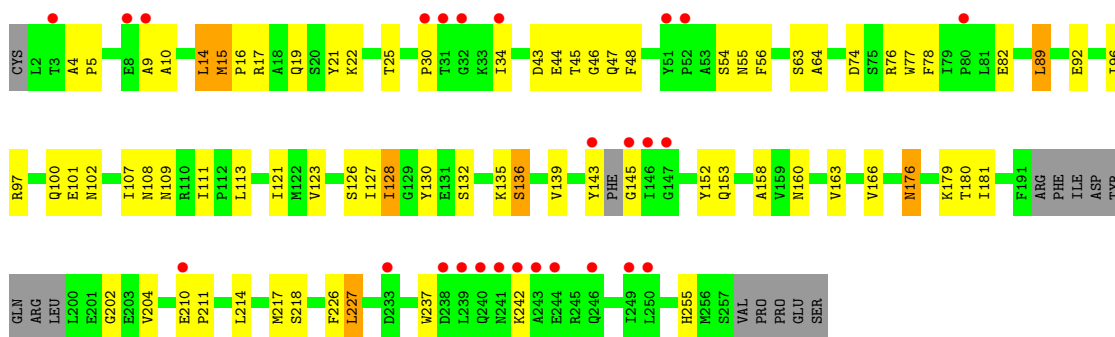 CYS L2 T3 A4 P5 E8 A9 A10 L14 M15 P16 R17 A18 Q19 S20 Y21 K22 T25 P30 T31 G32 K33 I34 D43 E44 T45 G46 Q47 F48 Y51 P52 A53 S54 N55 F56 S63 A64 D74 S75 R76 W77 F78 I79 P80 L81 E82 L89 E92 I96
R97 Q100 E101 N102 I107 N108 N109 R110 I111 P112 L113 I121 M122 V123 S126 I127 I128 G129 Y130 E131 S132 K135 S136 V139 Y143 PHE G145 I146 G147 Y152 Q153 A158 V159 N160 V163 V166 N176 K179 T180 I181 F191 ARG PHE ILE ASP TYR
GLN ARG LEU L200 E201 G202 E203 V204 E210 P211 L214 M217 S218 F226 L227 D233 W237 D238 L239 Q240 N241 K242 A243 E244 R245 Q246 I249 L250 H255 M256 S257 VAL PRO PRO GLU SER